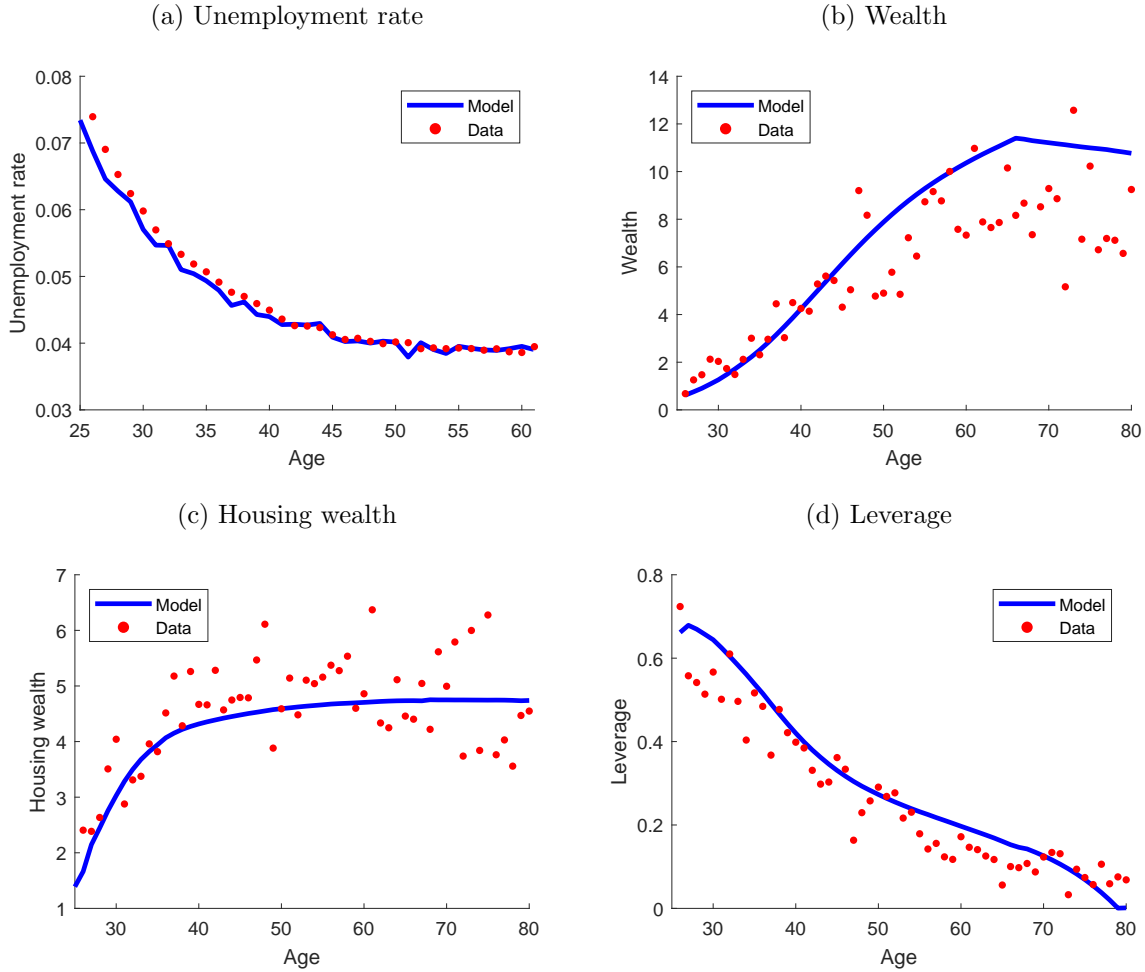 (a) Unemployment rate
0.08
0.07
0.06
0.05
0.04
0.03
Unemployment rate
Model
Data
25 30 35 40 45 50 55 60
Age
(b) Wealth
14
12
10
8
6
4
2
0
Wealth
Model
Data
30 40 50 60 70 80
Age
(c) Housing wealth
7
6
5
4
3
2
1
Housing wealth
Model
Data
30 40 50 60 70 80
Age
(d) Leverage
0.8
0.6
0.4
0.2
0
Leverage
Model
Data
30 40 50 60 70 80
Age